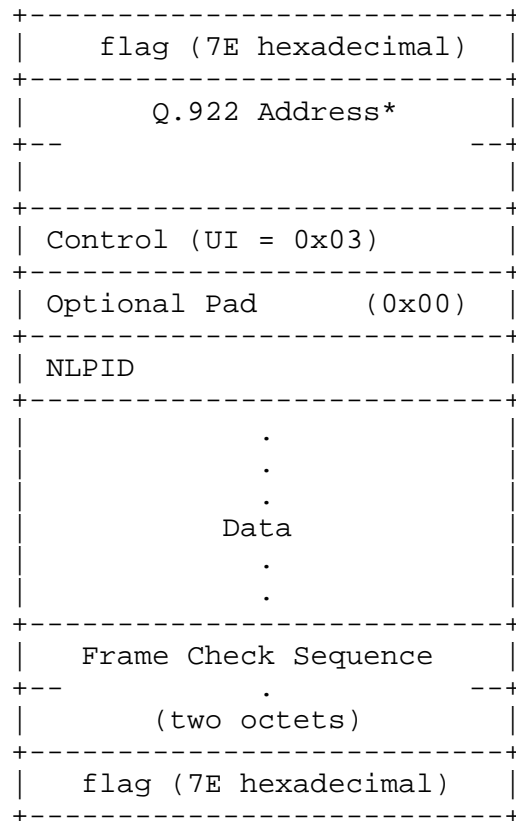 flag (7E hexadecimal)
Q.922 Address*
Control (UI = 0x03)
Optional Pad (0x00)
NLPID
.
.
.
Data
.
.
Frame Check Sequence
.
(two octets)
flag (7E hexadecimal)